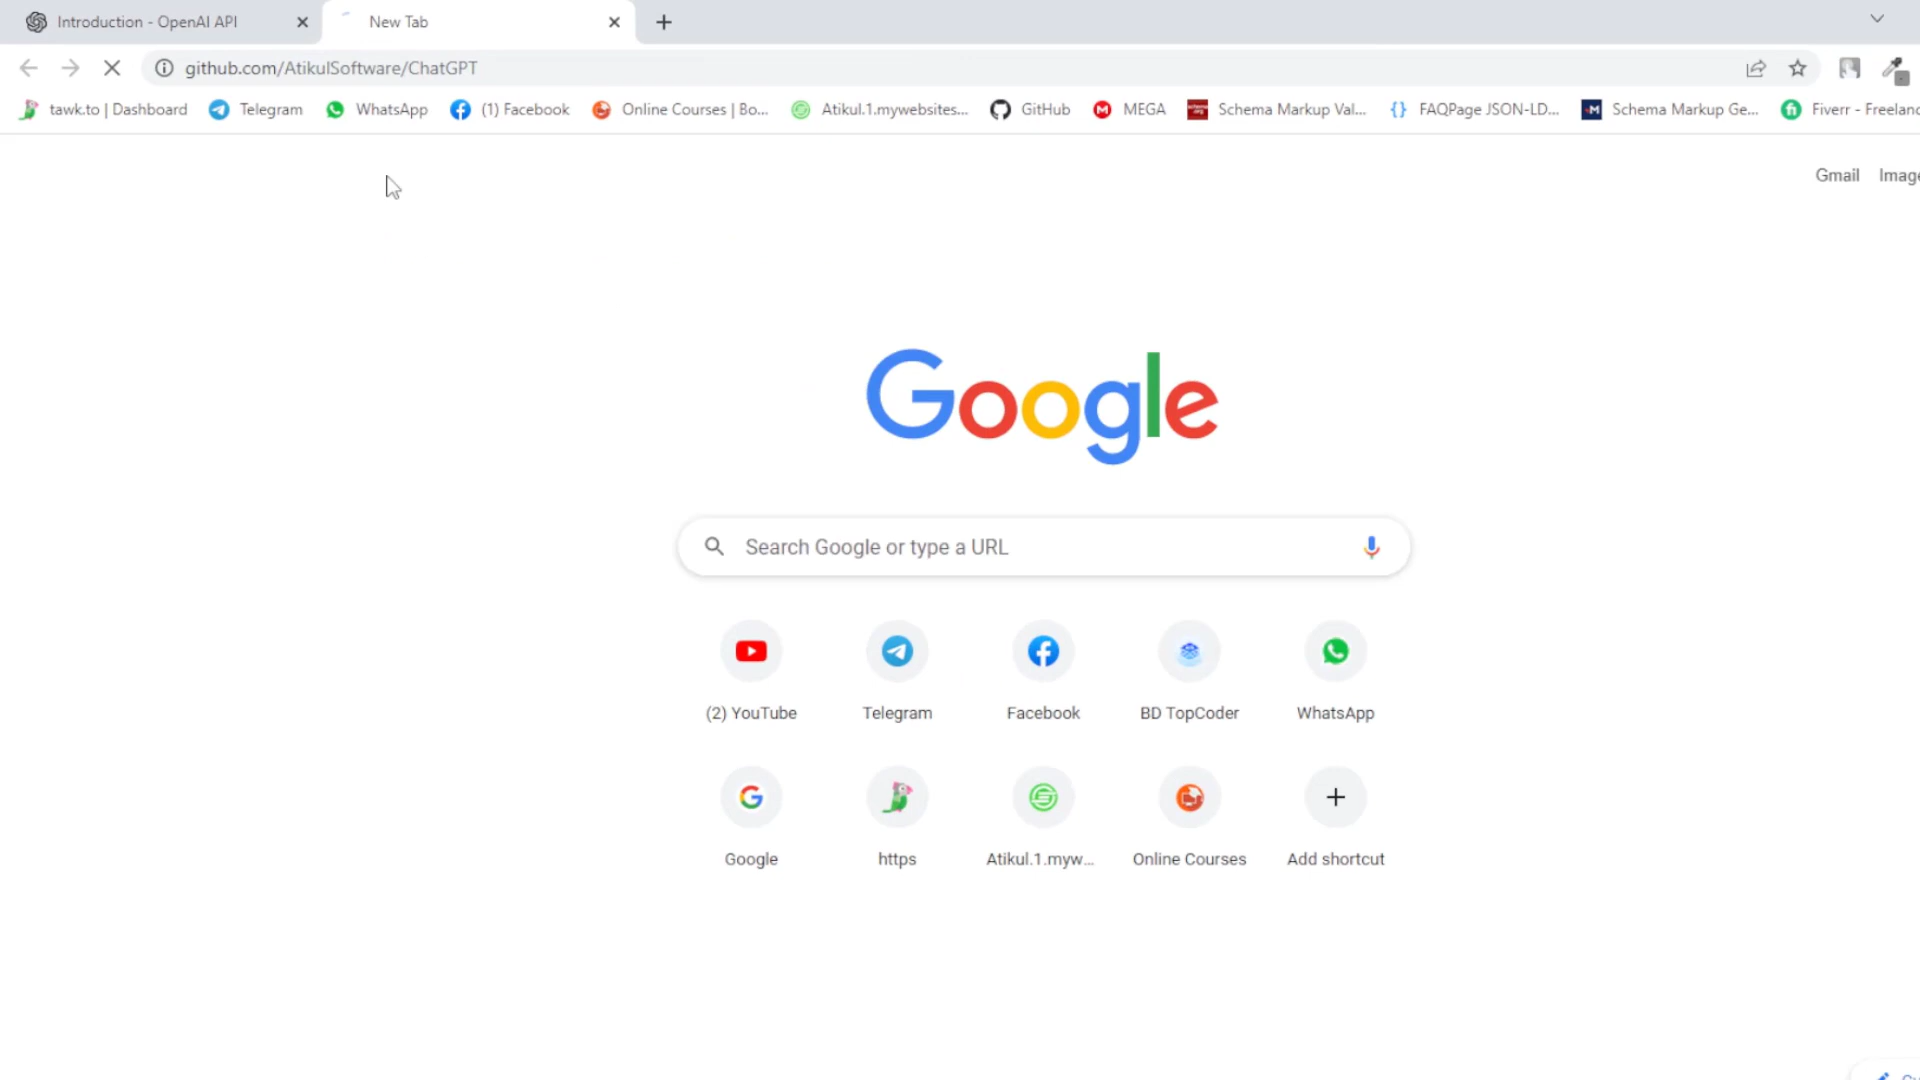 Introduction - OpenAI API
New Tab
github.com/AtikulSoftware/ChatGPT
tawk.to | Dashboard
Telegram
WhatsApp
(1) Facebook
Online Courses | Bo...
Atikul.1.mywebsites...
GitHub
MEGA
Schema Markup Val...
FAQPage JSON-LD...
Schema Markup Ge...
Fiverr - Freelanc
Gmail
Image
Google
Search Google or type a URL
(2) YouTube
Telegram
Facebook
BD TopCoder
WhatsApp
Google
https
Atikul.1.myw...
Online Courses
Add shortcut